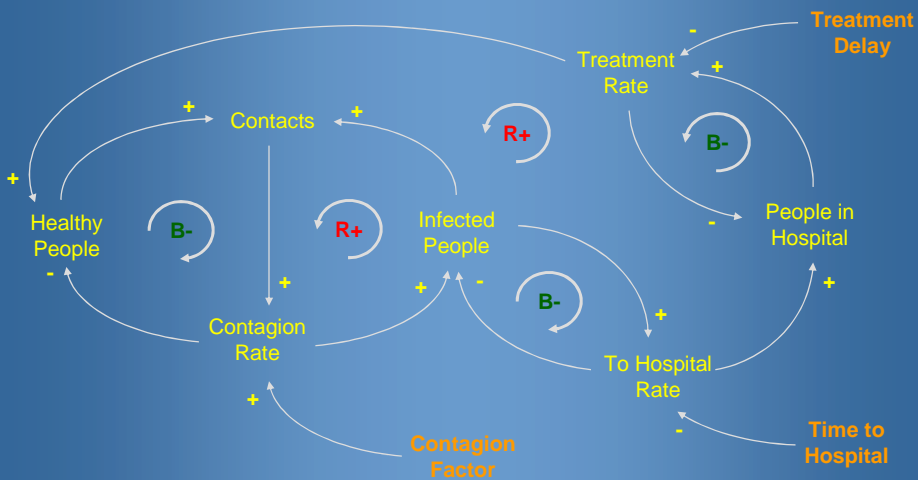 Treatment
Delay
-
+
Treatment
Rate
+
Contacts
+
R+
B-
+
Healthy
People
-
B-
R+
Infected
People
-
People in
Hospital
+
-
+
+
B-
+
Contagion
Rate
To Hospital
Rate
+
-
Contagion
Factor
Time to
Hospital